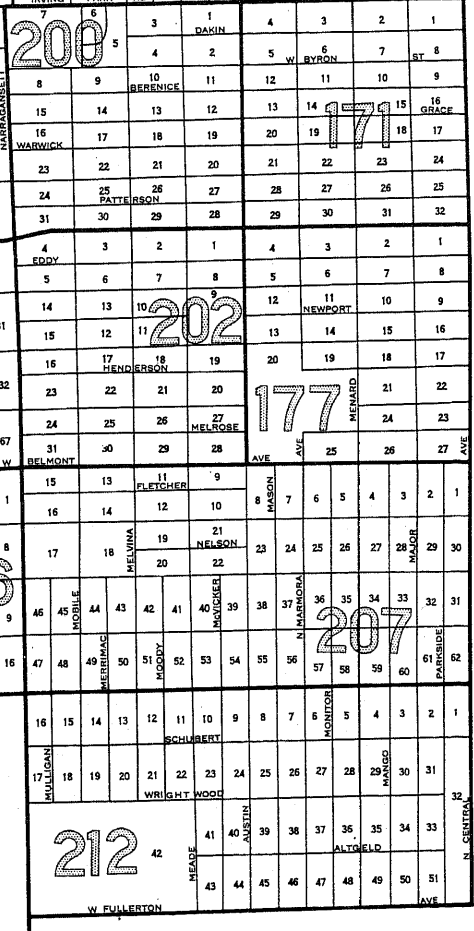 IRVING PARK
7 6 3 1 4 3 2 1
DAKIN
200 5 4 2 5 6 7 8
W BYRON ST
NARRAGANSETT
8 9 10 11 12 11 10 9
BERENICE
15 14 13 12 13 14 171 15 16
GRACE
16 17 18 19 20 19 18 17
WARWICK
23 22 21 20 21 22 23 24
24 25 26 27 28 27 26 25
PATTERSON
31 30 29 28 29 30 31 32
4 3 2 1 4 3 2 1
EDDY
5 6 7 8 5 6 7 8
14 13 10 202 9 12 11 10 9
NEWPORT
15 12 11 13 14 15 16
16 17 18 19 20 19 18 17
HENDERSON
32 23 22 21 20 177 21 22
MENARD
24 25 26 27 24 23
MELROSE
67 31 30 29 28 25 26 27
W BELMONT AVE AVE AVE
1 15 13 11 9 8 7 6 5 4 3 2 1
FLETCHER MASON
16 14 12 10
8 17 18 19 21 23 24 25 26 27 28 29 30
MELVINA NELSON MAJOR
20 22
9 46 45 44 43 42 41 40 39 38 37 36 35 34 33 32 31
MOBILE McVICKER N MARMORA
207
16 47 48 49 50 51 52 53 54 55 56 57 58 59 60 61 62
MERRIMAC MOODY PARKSIDE
16 15 14 13 12 11 10 9 8 7 6 5 4 3 2 1
SCHUBERT MONITOR
17 18 19 20 21 22 23 24 25 26 27 28 29 30 31
MULLIGAN MANGO
WRIGHTWOOD 32
N CENTRAL
212 42 41 40 39 38 37 36 35 34 33
MEADE AUSTIN ALTGELD
43 44 45 46 47 48 49 50 51
W FULLERTON AVE